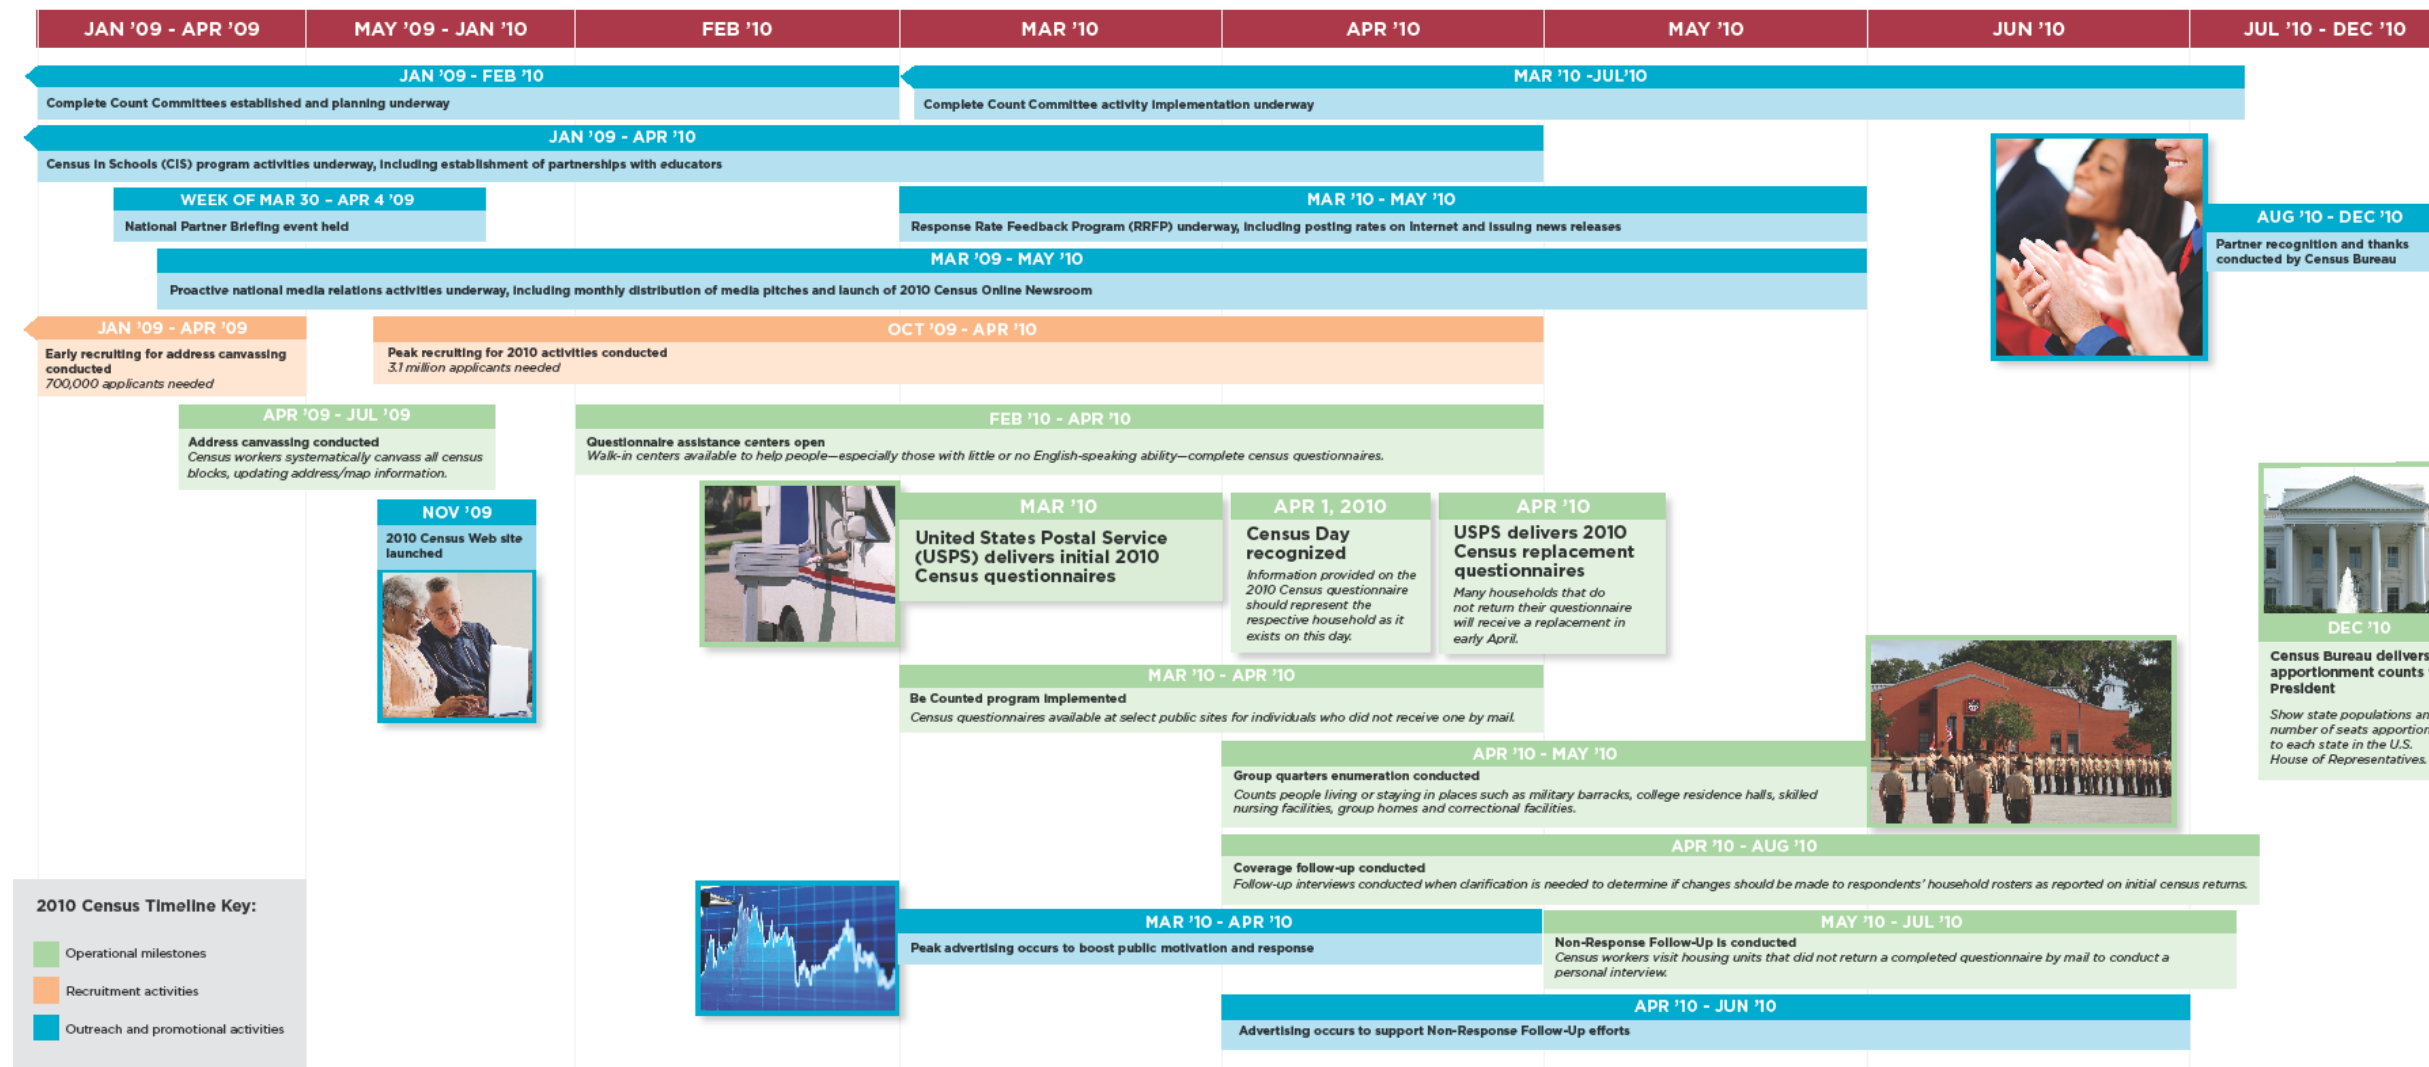 JAN ’09 - APR ’09
MAY ’09 - JAN ’10
FEB ’10
MAR ’10
APR ’10
MAY ’10
JUN ’10
JUL ’10 - DEC ’10
JAN ’09 - FEB ’10
Complete Count Committees established and planning underway
MAR ’10 -JUL’10
Complete Count Committee activity implementation underway
JAN ’09 - APR ’10
Census in Schools (CIS) program activities underway, including establishment of partnerships with educators
WEEK OF MAR 30 – APR 4 ’09
National Partner Briefing event held
MAR ’10 - MAY ’10
Response Rate Feedback Program (RRFP) underway, including posting rates on Internet and issuing news releases
AUG ’10 - DEC ’10
Partner recognition and thanks
conducted by Census Bureau
MAR ’09 - MAY ’10
Proactive national media relations activities underway, including monthly distribution of media pitches and launch of 2010 Census Online Newsroom
JAN ’09 - APR ’09
Early recruiting for address canvassing
conducted
700,000 applicants needed
OCT ’09 - APR ’10
Peak recruiting for 2010 activities conducted
3.1 million applicants needed
APR ’09 - JUL ’09
Address canvassing conducted
Census workers systematically canvass all census
blocks, updating address/map information.
FEB ’10 - APR ’10
Questionnaire assistance centers open
Walk-in centers available to help people—especially those with little or no English-speaking ability—complete census questionnaires.
NOV ’09
2010 Census Web site
launched
MAR ’10
United States Postal Service
(USPS) delivers initial 2010
Census questionnaires
APR 1, 2010
Census Day
recognized
Information provided on the
2010 Census questionnaire
should represent the
respective household as it
exists on this day.
APR ’10
USPS delivers 2010
Census replacement
questionnaires
Many households that do
not return their questionnaire
will receive a replacement in
early April.
DEC ’10
Census Bureau delivers
apportionment counts
President
Show state populations
number of seats
to each state in the U.S.
House of Representatives.
MAR ’10 - APR ’10
Be Counted program implemented
Census questionnaires available at select public sites for individuals who did not receive one by mail.
APR ’10 - MAY ’10
Group quarters enumeration conducted
Counts people living or staying in places such as military barracks, college residence halls, skilled
nursing facilities, group homes and correctional facilities.
APR ’10 - AUG ’10
Coverage follow-up conducted
Follow-up interviews conducted when clarification is needed to determine if changes should be made to respondents’ household rosters as reported on initial census returns.
MAR ’10 - APR ’10
Peak advertising occurs to boost public motivation and response
MAY ’10 - JUL ’10
Non-Response Follow-Up is conducted
Census workers visit housing units that did not return a completed questionnaire by mail to conduct a
personal interview.
APR ’10 - JUN ’10
Advertising occurs to support Non-Response Follow-Up efforts
2010 Census Timeline Key:
Operational milestones
Recruitment activities
Outreach and promotional activities